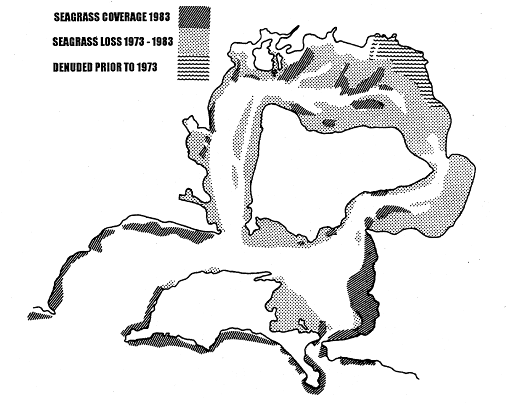 SEAGRASS COVERAGE 1983
SEAGRASS LOSS 1973-1983
DENUDED PRIOR TO 1973